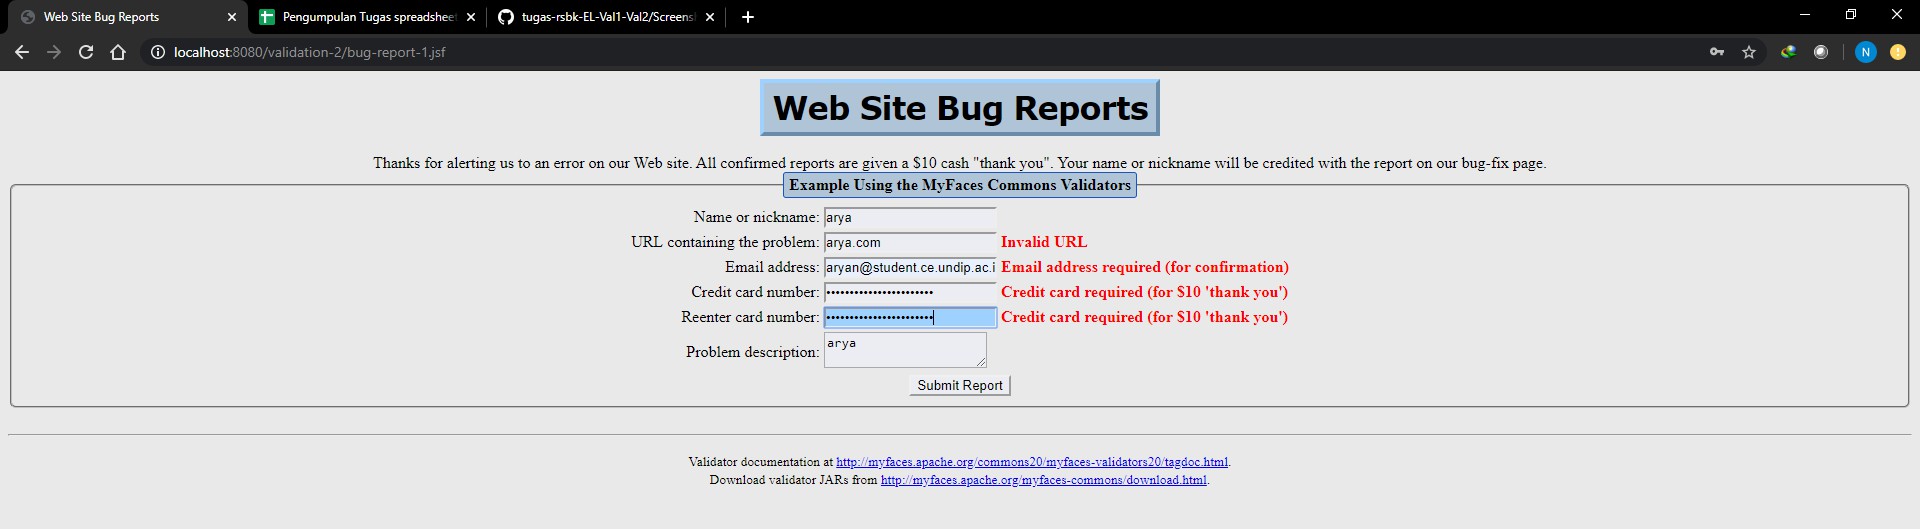 Web Site Bug Reports
Pengumpulan Tugas spreadsheet
tugas-rsbk-EL-Val1-Val2/Screens
localhost:8080/validation-2/bug-report-1.jsf
N
Web Site Bug Reports
Thanks for alerting us to an error on our Web site. All confirmed reports are given a $10 cash "thank you". Your name or nickname will be credited with the report on our bug-fix page.
Example Using the MyFaces Commons Validators
Name or nickname: arya
URL containing the problem: arya.com Invalid URL
Email address: aryan@student.ce.undip.ac.i Email address required (for confirmation)
Credit card number: Credit card required (for $10 'thank you')
Reenter card number: Credit card required (for $10 'thank you')
Problem description: arya
Submit Report
Validator documentation at http://myfaces.apache.org/commons20/myfaces-validators20/tagdoc.html.
Download validator JARs from http://myfaces.apache.org/myfaces-commons/download.html.